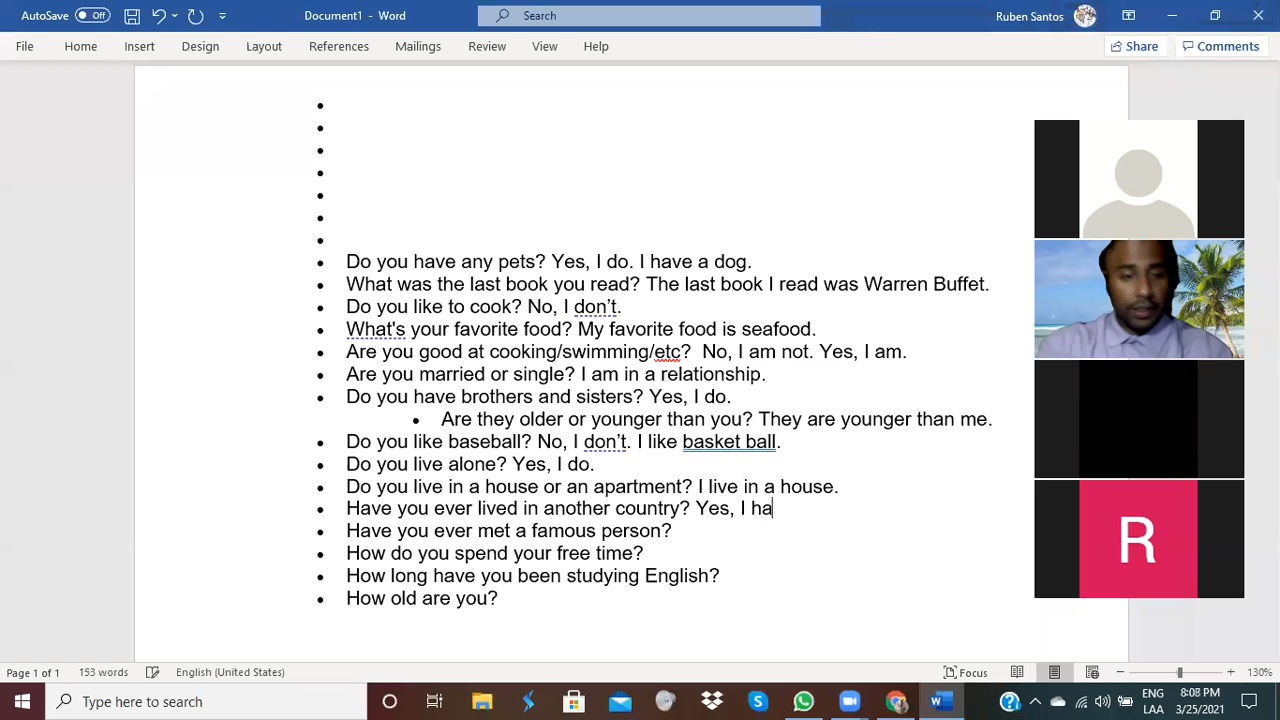 AutoSave Off Document1 - Word Search Ruben Santos
File Home Insert Design Layout References Mailings Review View Help Share Comments
Do you have any pets? Yes, I do. I have a dog.
What was the last book you read? The last book I read was Warren Buffet.
Do you like to cook? No, I don’t.
What's your favorite food? My favorite food is seafood.
Are you good at cooking/swimming/etc?  No, I am not. Yes, I am.
Are you married or single? I am in a relationship.
Do you have brothers and sisters? Yes, I do.
Are they older or younger than you? They are younger than me.
Do you like baseball? No, I don’t. I like basket ball.
Do you live alone? Yes, I do.
Do you live in a house or an apartment? I live in a house.
Have you ever lived in another country? Yes, I ha
Have you ever met a famous person?
How do you spend your free time?
How long have you been studying English?
How old are you?
R
Page 1 of 1 153 words English (United States) Focus 130%
Type here to search ENG 8:08 PM
LAA 3/25/2021